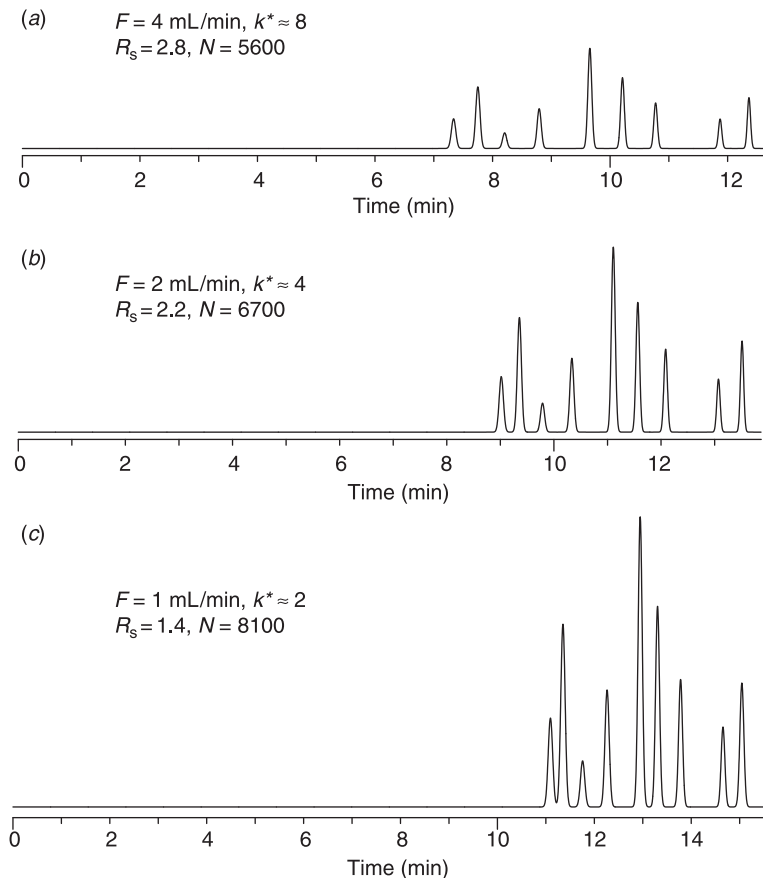 (a)
F = 4 mL/min, k* ≈ 8
Rs = 2.8, N = 5600
0 2 4 6 8 10 12
Time (min)
(b)
F = 2 mL/min, k* ≈ 4
Rs = 2.2, N = 6700
0 2 4 6 8 10 12
Time (min)
(c)
F = 1 mL/min, k* ≈ 2
Rs = 1.4, N = 8100
0 2 4 6 8 10 12 14
Time (min)